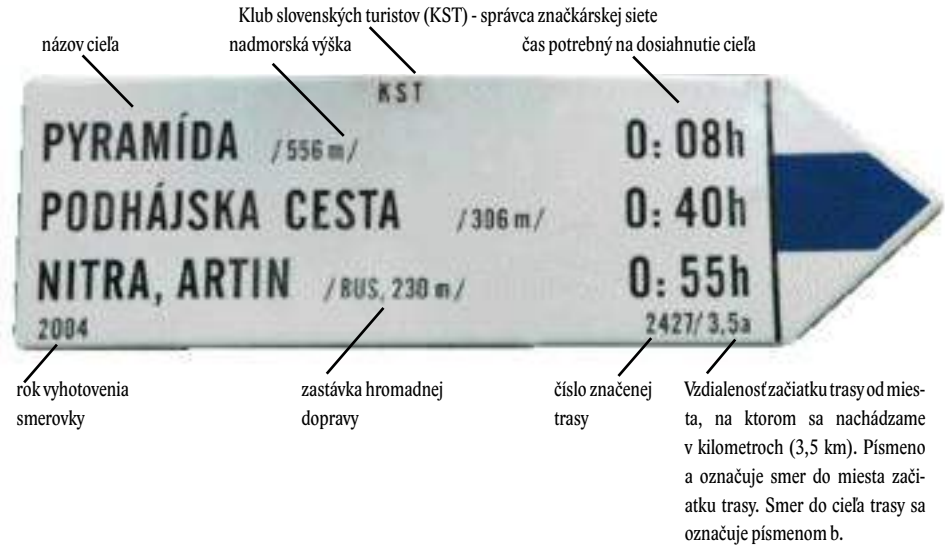 Klub slovenských turistov (KST) - správca značkárskej siete
názov cieľa nadmorská výška čas potrebný na dosiahnutie cieľa
KST
PYRAMÍDA /556 m/ 0: 08h
PODHÁJSKA CESTA /396 m/ 0: 40h
NITRA, ARTIN /BUS, 230 m/ 0: 55h
2004 2427/3,5a
rok vyhotovenia
smerovky
zastávka hromadnej
dopravy
číslo značenej
trasy
Vzdialenosť začiatku trasy od mies-
ta, na ktorom sa nachádzame
v kilometroch (3,5 km). Písmeno
a označuje smer do miesta zači-
atku trasy. Smer do cieľa trasy sa
označuje písmenom b.